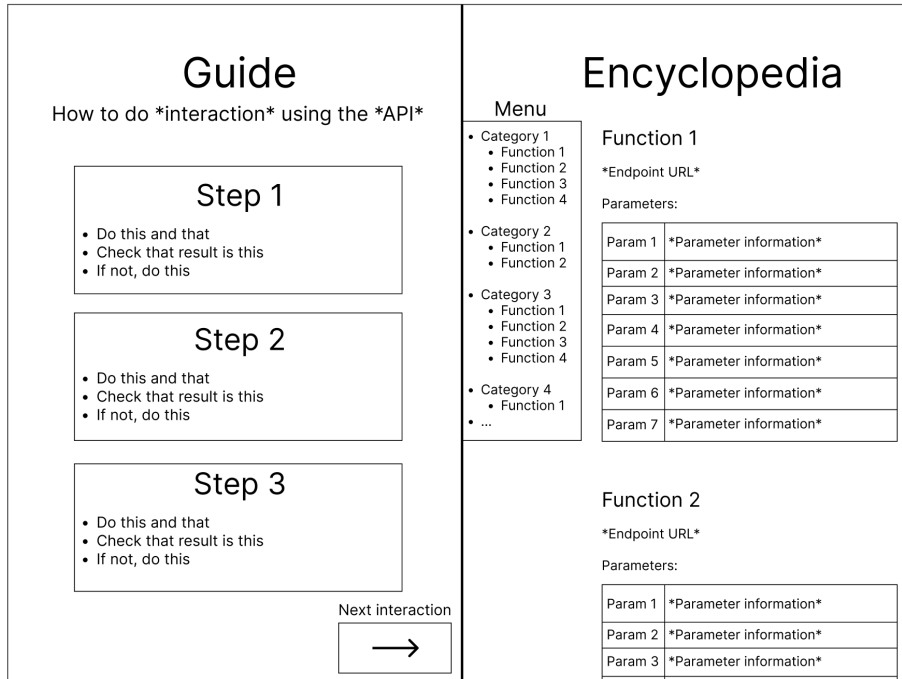 Guide
How to do *interaction* using the *API*
Step 1
• Do this and that
• Check that result is this
• If not, do this
Step 2
• Do this and that
• Check that result is this
• If not, do this
Step 3
• Do this and that
• Check that result is this
• If not, do this
Next interaction
Encyclopedia
Menu
• Category 1
• Function 1
• Function 2
• Function 3
• Function 4
• Category 2
• Function 1
• Function 2
• Category 3
• Function 1
• Function 2
• Function 3
• Function 4
• Category 4
• Function 1
• ...
Function 1
*Endpoint URL*
Parameters:
Param 1 *Parameter information*
Param 2 *Parameter information*
Param 3 *Parameter information*
Param 4 *Parameter information*
Param 5 *Parameter information*
Param 6 *Parameter information*
Param 7 *Parameter information*
Function 2
*Endpoint URL*
Parameters:
Param 1 *Parameter information*
Param 2 *Parameter information*
Param 3 *Parameter information*